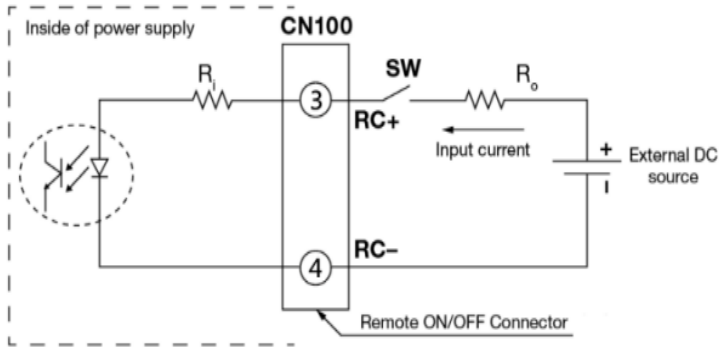 Inside of power supply
CN100
Ri
3
SW
Ro
RC+
Input current
+
External DC
source
RC–
4
Remote ON/OFF Connector